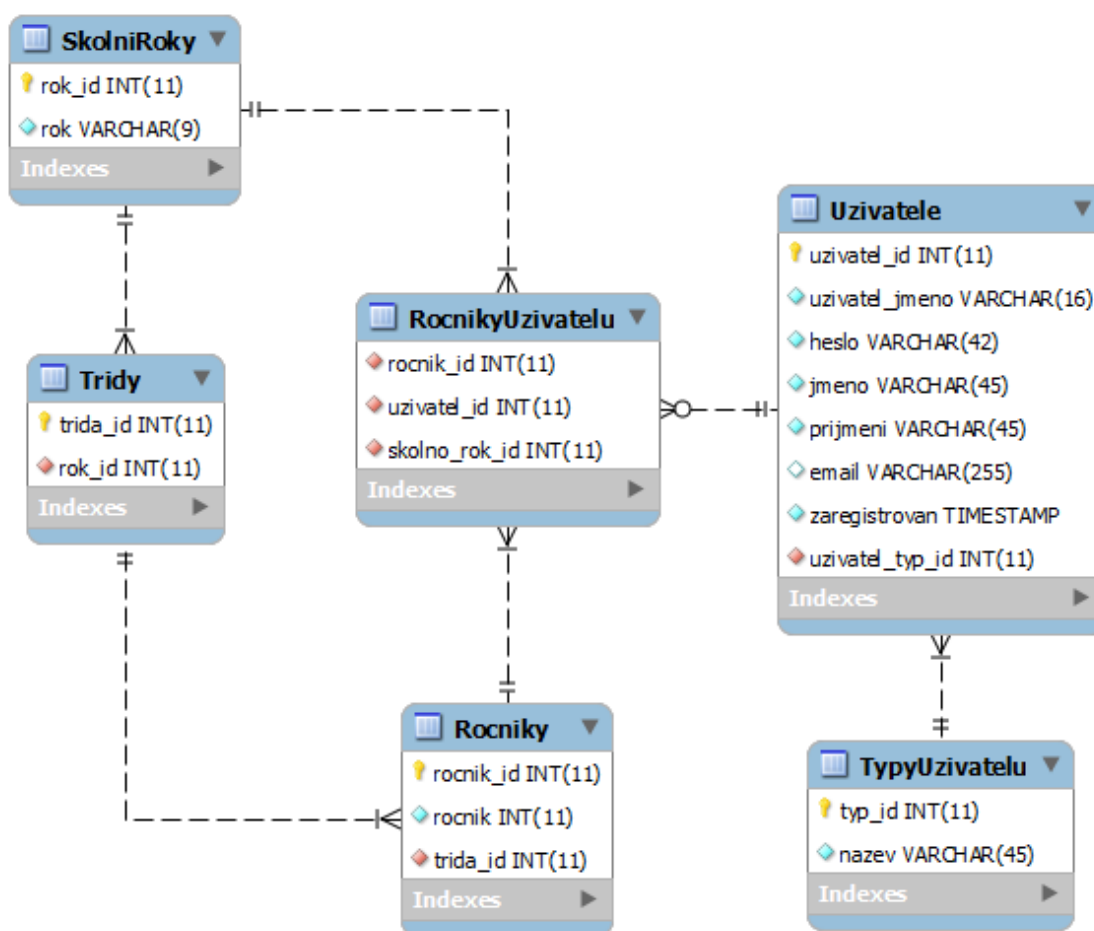 SkolniRoky
rok_id INT(11)
rok VARCHAR(9)
Indexes
Tridy
trida_id INT(11)
rok_id INT(11)
Indexes
RocnikyUzivatelu
rocnik_id INT(11)
uzivatel_id INT(11)
skolno_rok_id INT(11)
Indexes
Uzivatele
uzivatel_id INT(11)
uzivatel_jmeno VARCHAR(16)
heslo VARCHAR(42)
jmeno VARCHAR(45)
prijmeni VARCHAR(45)
email VARCHAR(255)
zaregistrovan TIMESTAMP
uzivatel_typ_id INT(11)
Indexes
Rocniky
rocnik_id INT(11)
rocnik INT(11)
trida_id INT(11)
Indexes
TypyUzivatelu
typ_id INT(11)
nazev VARCHAR(45)
Indexes